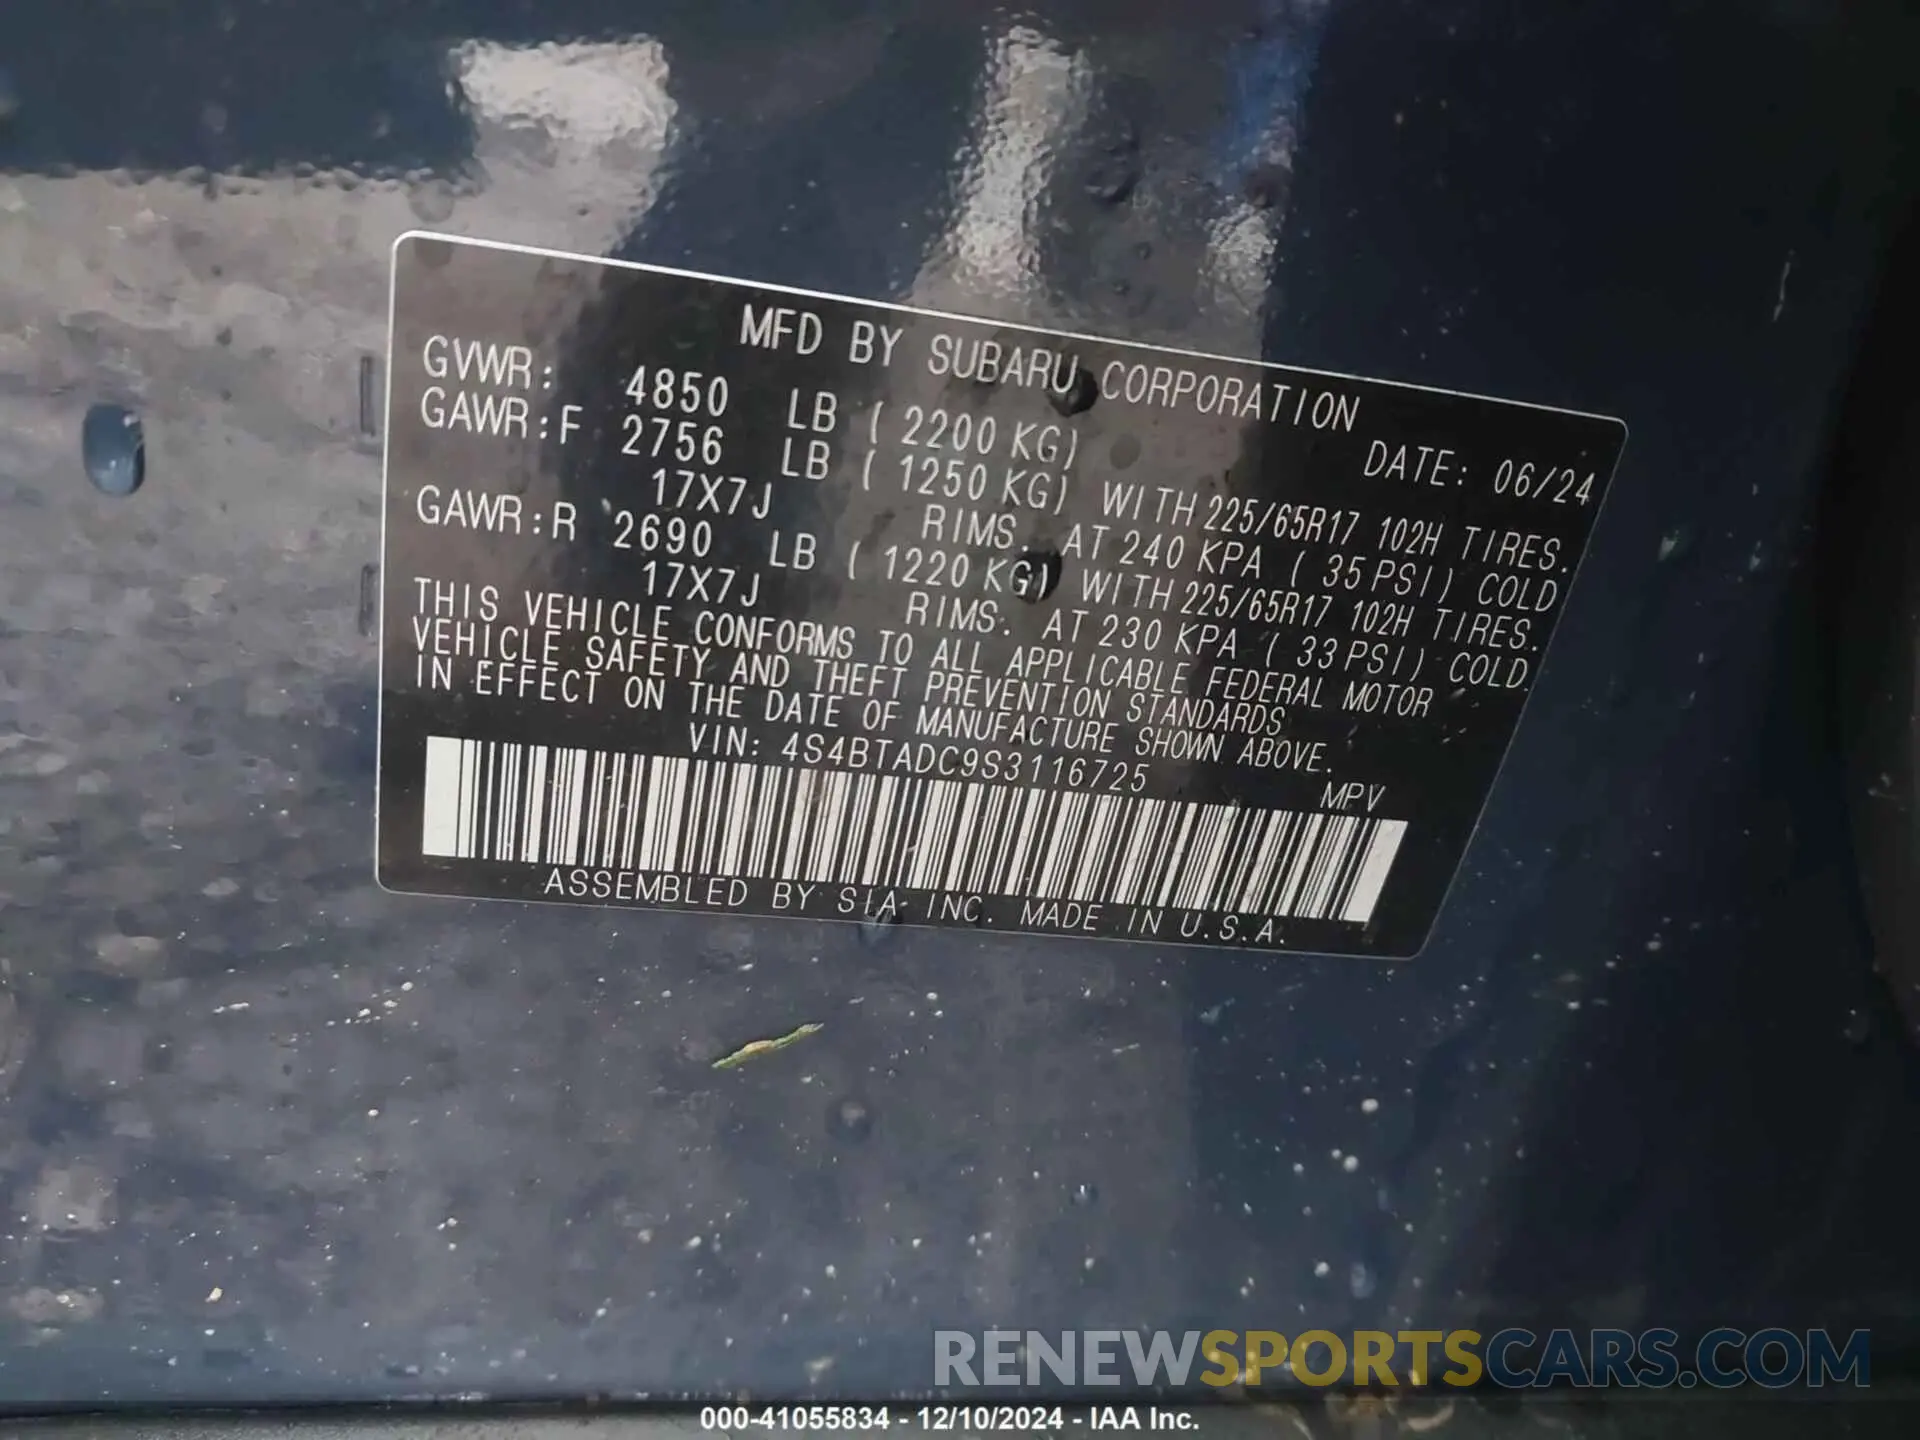 MFD BY SUBARU CORPORATION
DATE: 06/24
GVWR: 4850 LB ( 2200 KG)
GAWR:F 2756 LB ( 1250 KG) WITH 225/65R17 102H TIRES.
17X7J RIMS. AT 240 KPA ( 35PSI) COLD
GAWR:R 2690 LB ( 1220 KG) WITH 225/65R17 102H TIRES.
17X7J RIMS. AT 230 KPA ( 33PSI) COLD.
THIS VEHICLE CONFORMS TO ALL APPLICABLE FEDERAL MOTOR
VEHICLE SAFETY AND THEFT PREVENTION STANDARDS
IN EFFECT ON THE DATE OF MANUFACTURE SHOWN ABOVE.
VIN: 4S4BTADC9S3116725
MPV
ASSEMBLED BY SIA INC. MADE IN U.S.A.
RENEWSPORTSCARS.COM
000-41055834 - 12/10/2024 - IAA Inc.